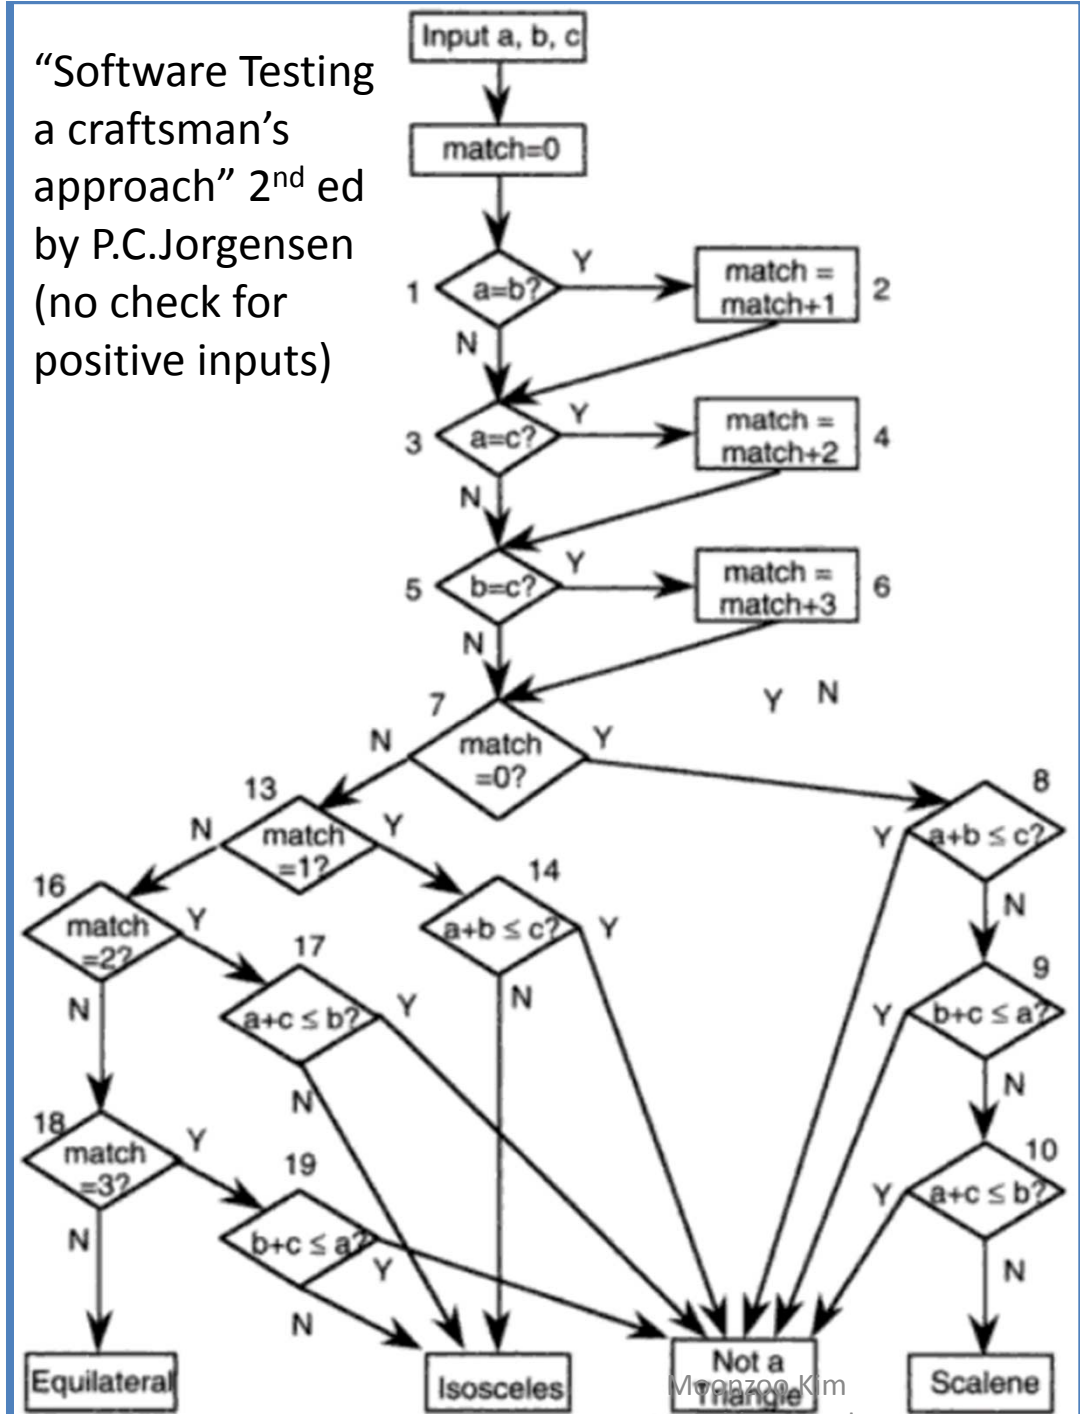 “Software Testing
a craftsman’s
approach” 2nd ed
by P.C.Jorgensen
(no check for
positive inputs)
Input a, b, c
match=0
1
a=b?
Y
N
match =
match+1
2
3
a=c?
Y
N
match =
match+2
4
5
b=c?
Y
N
match =
match+3
6
Y N
7
match
=0?
N
Y
13
match
=1?
N
Y
8
a+b ≤ c?
Y
N
16
match
=2?
Y
N
14
a+b ≤ c?
Y
N
17
a+c ≤ b?
Y
N
9
b+c ≤ a?
Y
N
18
match
=3?
Y
N
19
b+c ≤ a?
Y
N
10
a+c ≤ b?
Y
N
Equilateral
Isosceles
Not a
Triangle
Moonzoo Kim
Scalene